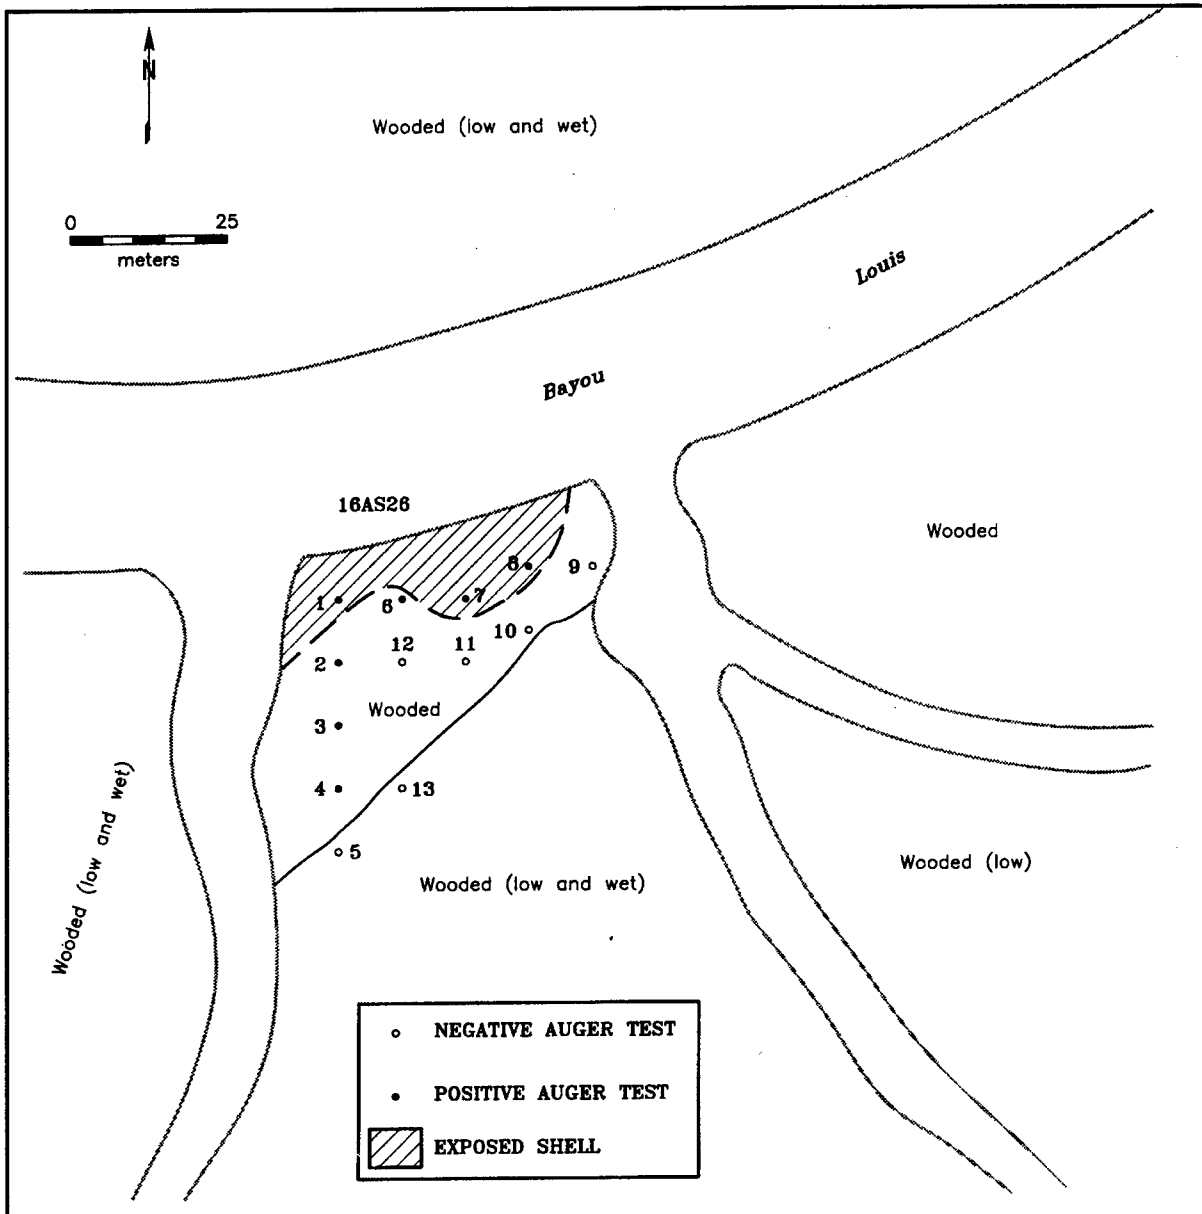 N
Wooded (low and wet)
0 25
meters
Louis
Bayou
16AS26
Wooded
8 9
1 6 7
10
12 11
2
Wooded
3
4 13
5
Wooded (low and wet)
Wooded (low and wet)
Wooded (low)
NEGATIVE AUGER TEST
POSITIVE AUGER TEST
EXPOSED SHELL